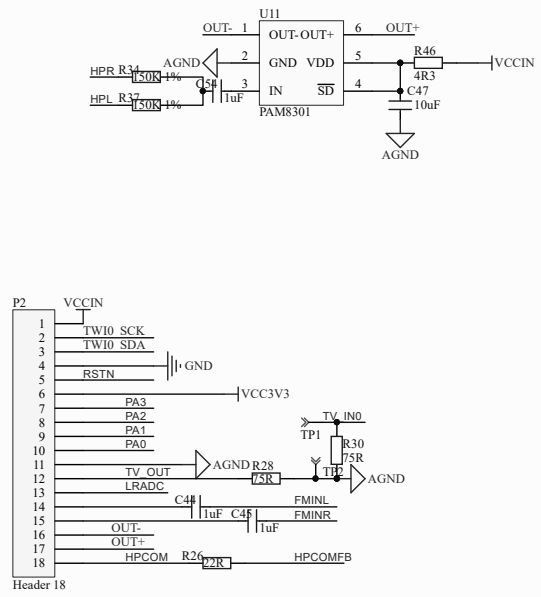 U11
OUT- 1 OUT- OUT+ 6 OUT+
AGND 2 GND VDD 5 R46 VCCIN
4R3
HPR R34 150K 1%
C54 3 IN SD 4 C47
HPL R37 150K 1% 1uF 10uF
PAM8301
AGND
P2 VCCIN
1
2 TWI0_SCK
3 TWI0_SDA
4 GND
5 RSTN
6 VCC3V3
7 PA3
8 PA2 TV_IN0
9 PA1 TP1
10 PA0 R30
11 AGND R28 75R
12 TV_OUT 75R TP2 AGND
13 LRADC
14 C44 1uF FMINL
15 C45 1uF FMINR
16 OUT-
17 OUT+
18 HPCOM R26 22R HPCOMFB
Header 18